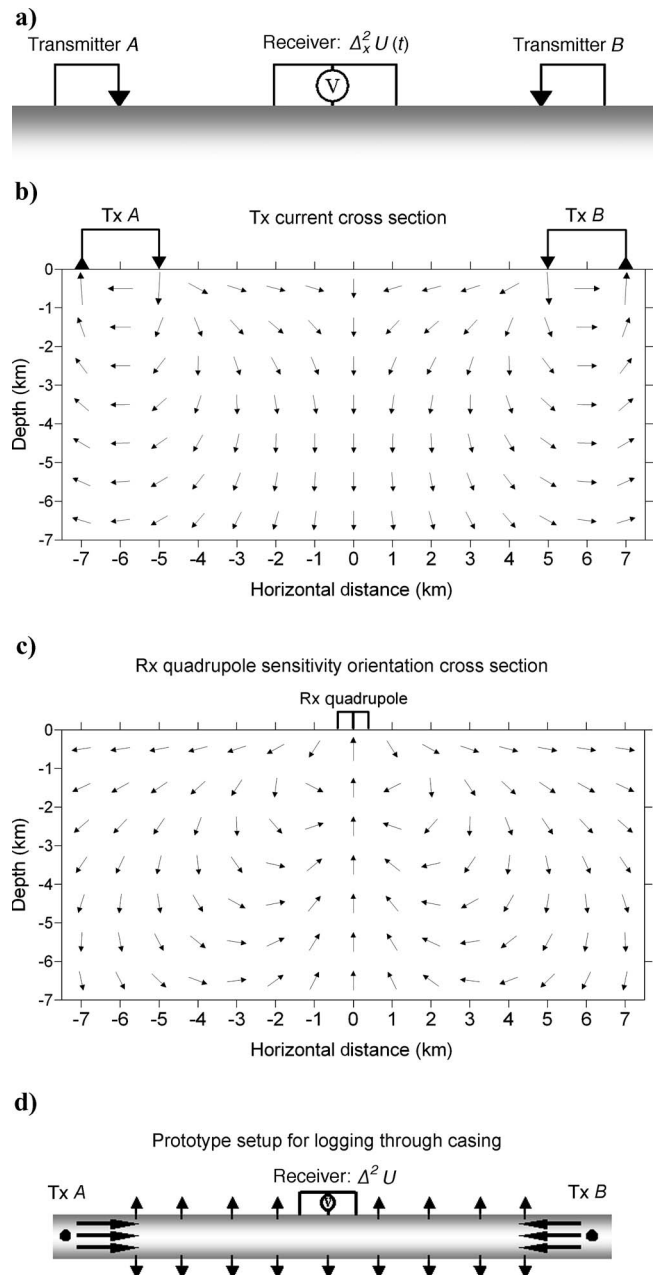 a)
Transmitter A
Receiver: Δ²ₓ U (t)
Transmitter B
V
b)
Tx A
Tx current cross section
Tx B
0
-1
-2
-3
-4
-5
-6
-7
Depth (km)
-7 -6 -5 -4 -3 -2 -1 0 1 2 3 4 5 6 7
Horizontal distance (km)
c)
Rx quadrupole sensitivity orientation cross section
Rx quadrupole
0
-1
-2
-3
-4
-5
-6
-7
Depth (km)
-7 -6 -5 -4 -3 -2 -1 0 1 2 3 4 5 6 7
Horizontal distance (km)
d)
Prototype setup for logging through casing
Tx A
Receiver: Δ² U
Tx B
V